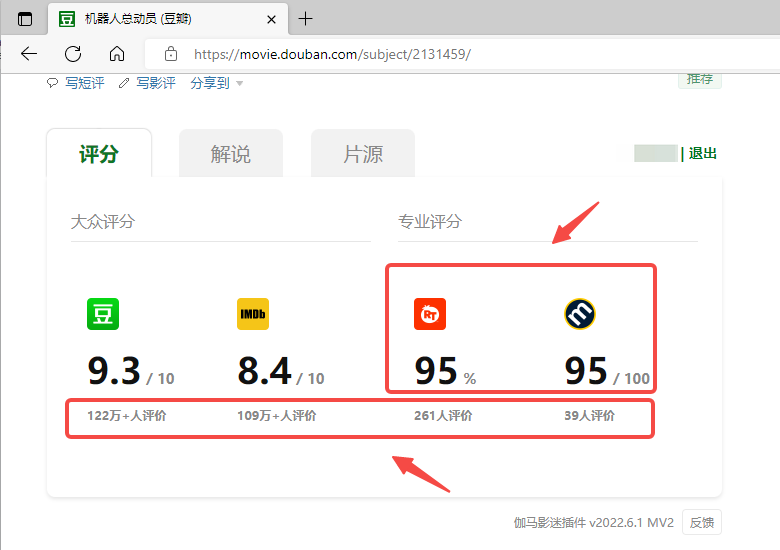 机器人总动员 (豆瓣)
https://movie.douban.com/subject/2131459/
写短评 写影评 分享到 推荐
评分 解说 片源 | 退出
大众评分 专业评分
豆 IMDb RT m
9.3 / 10 8.4 / 10 95 % 95 / 100
122万+人评价 109万+人评价 261人评价 39人评价
伽马影迷插件 v2022.6.1 MV2 反馈